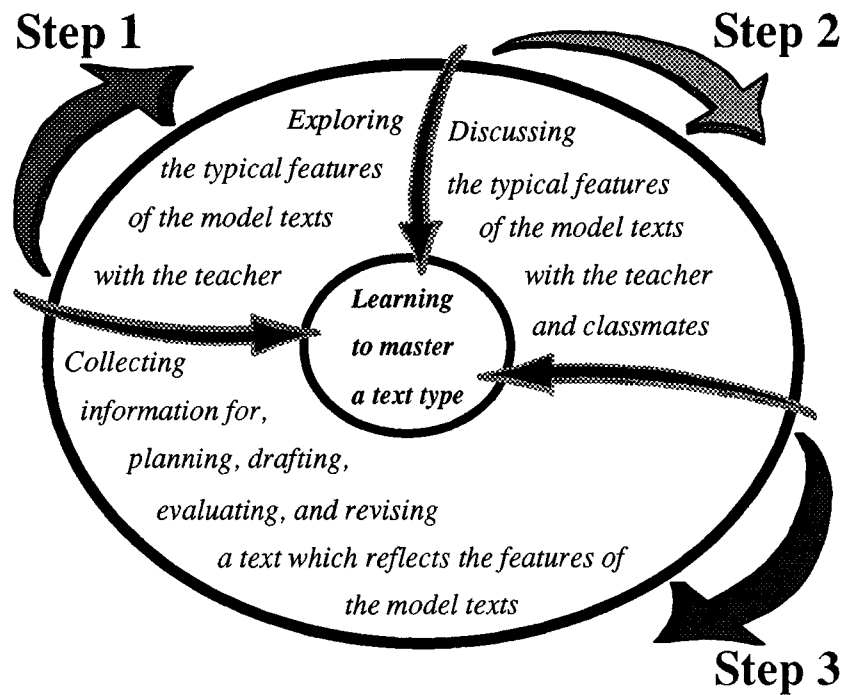 Step 1
Exploring
the typical features
of the model texts
with the teacher
Step 2
Discussing
the typical features
of the model texts
with the teacher
and classmates
Learning
to master
a text type
Collecting
information for,
planning, drafting,
evaluating, and revising
a text which reflects the features of
the model texts
Step 3